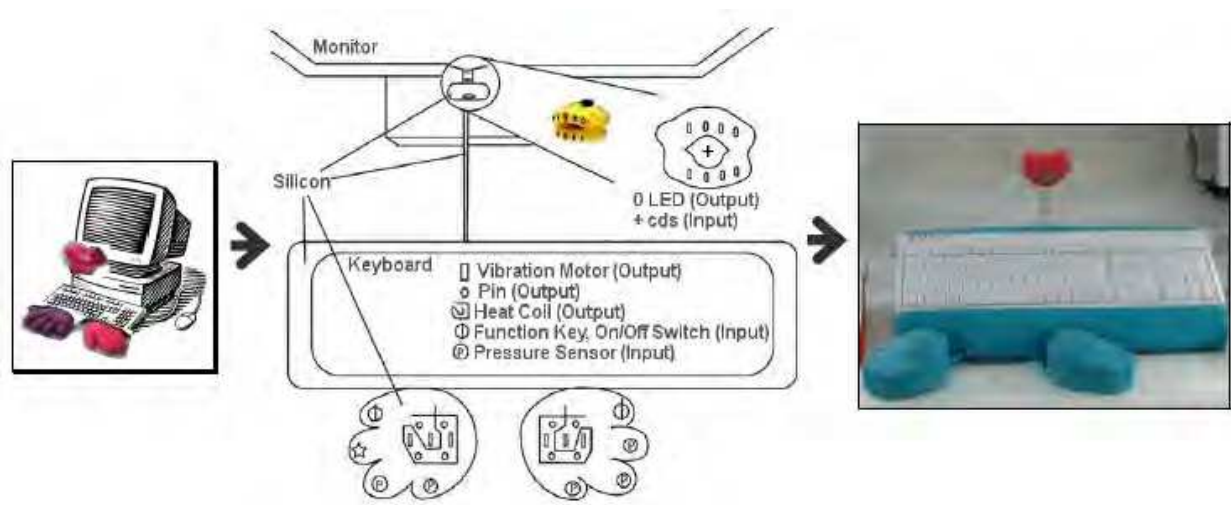 Monitor
Silicon
0 LED (Output)
+ cds (Input)
Keyboard
Vibration Motor (Output)
Pin (Output)
Heat Coil (Output)
Function Key, On/Off Switch (Input)
P Pressure Sensor (Input)
P
P
P
P
P